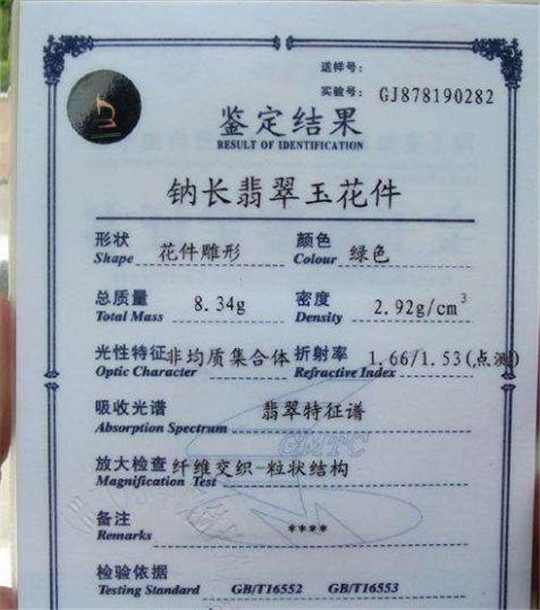 送样号:
实验号: GJ878190282
鉴定结果
RESULT OF IDENTIFICATION
钠长翡翠玉花件
形状 花件雕形 颜色 绿色
Shape Colour
总质量 8.34g 密度 2.92g/cm³
Total Mass Density
光性特征 非均质集合体 折射率 1.66/1.53(点测)
Optic Character Refractive Index
吸收光谱 翡翠特征谱
Absorption Spectrum
GMTC
放大检查 纤维交织-粒状结构
Magnification Test
备注 ****
Remarks
检验依据
Testing Standard GB/T16552 GB/T16553